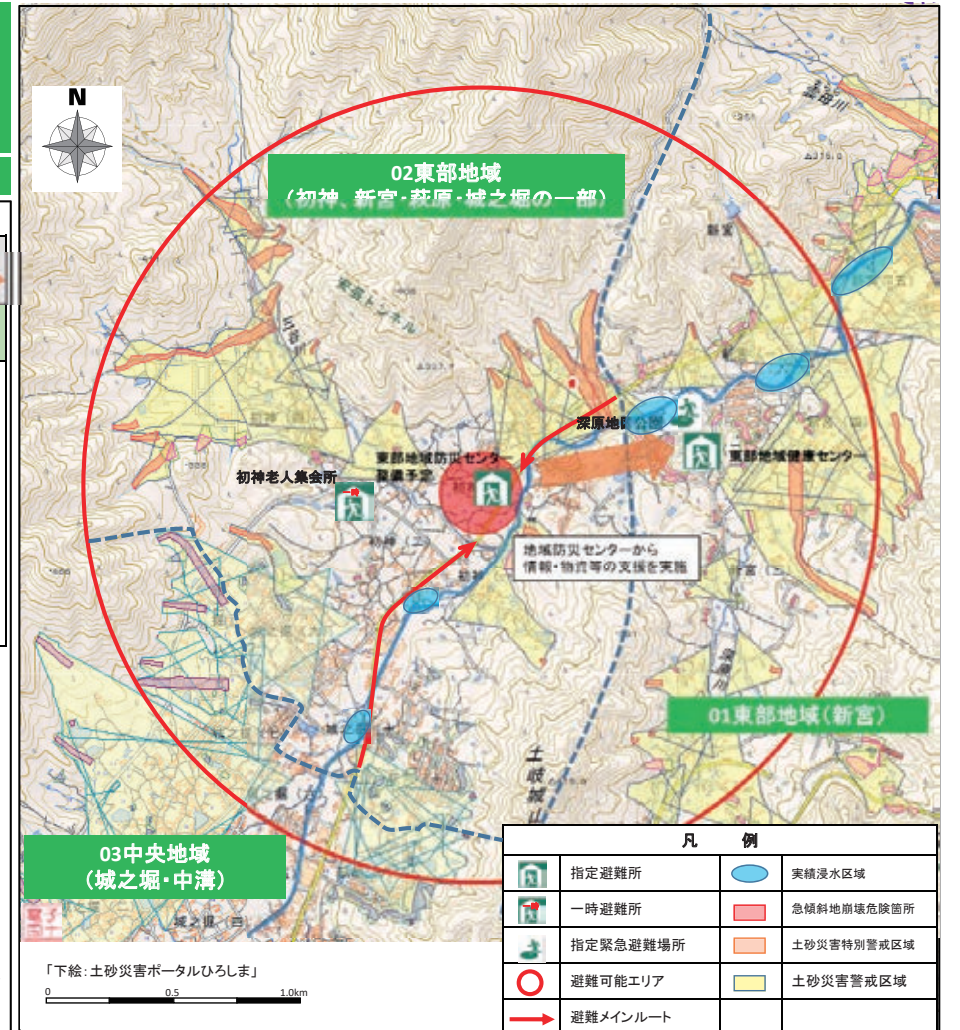 N
02東部地域
(初神、新宮・萩原・城之堀の一部)
新宮
東部地域防災センター
整備予定
初神老人集会所
深原地区公園
東部地域健康センター
地域防災センターから
情報・物資等の支援を実施
01東部地域(新宮)
土岐城山
03中央地域
(城之堀・中溝)
凡 例
指定避難所
実績浸水区域
一時避難所
急傾斜地崩壊危険箇所
指定緊急避難場所
土砂災害特別警戒区域
避難可能エリア
土砂災害警戒区域
避難メインルート
「下絵:土砂災害ポータルひろしま」
0 0.5 1.0km